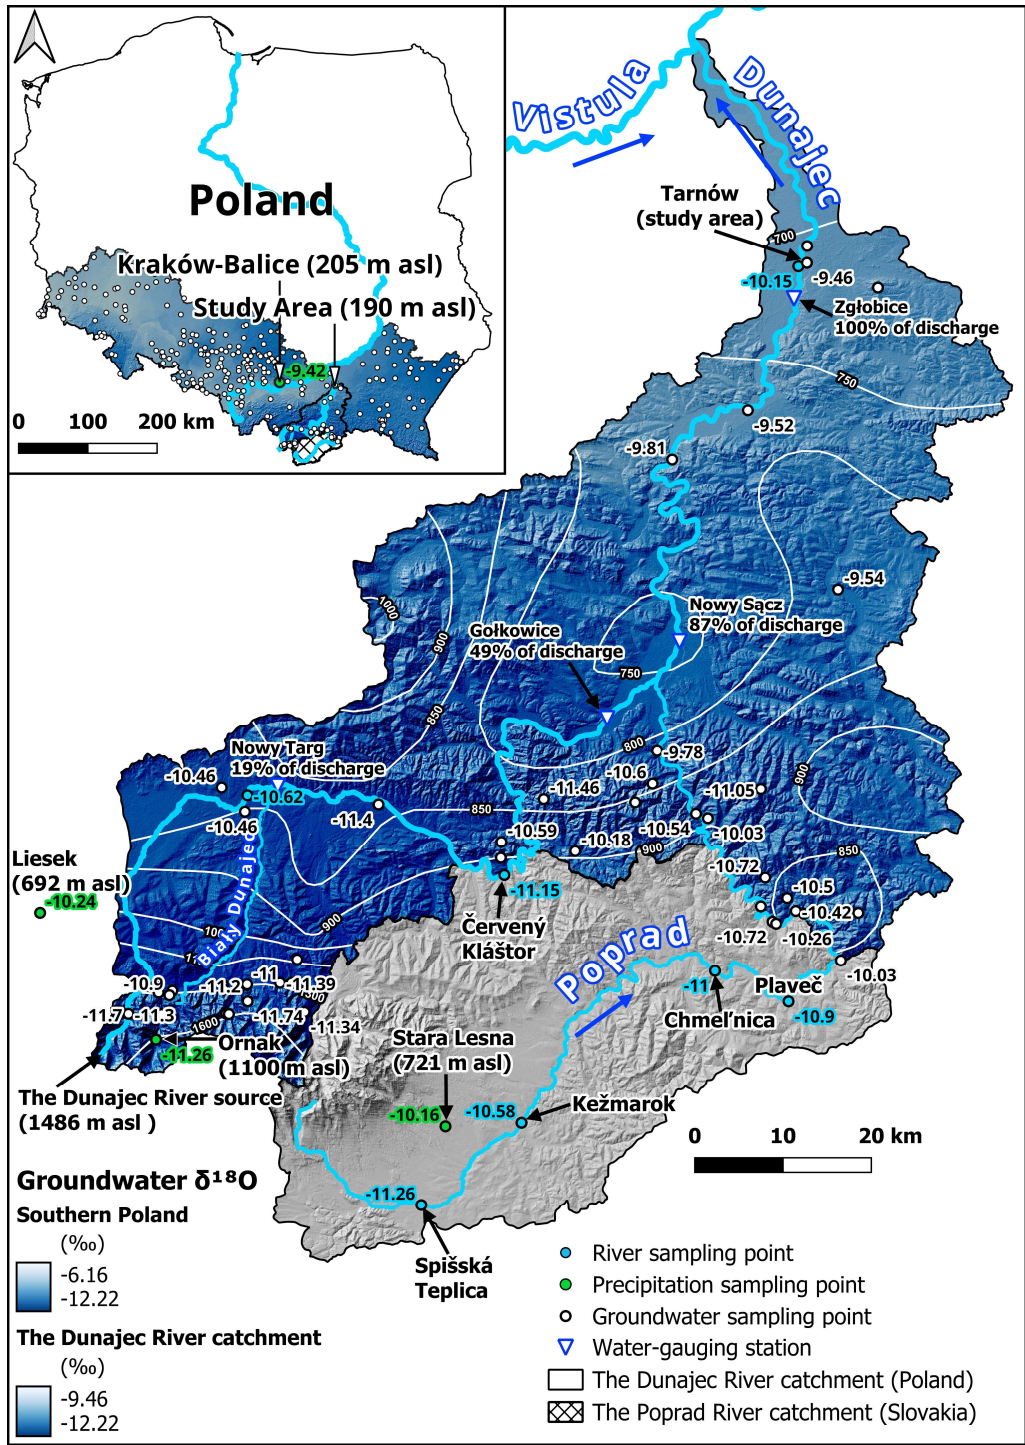 Poland
Kraków-Balice (205 m asl)
Study Area (190 m asl)
-9.42
0 100 200 km
Vistula
Dunajec
Tarnów
(study area)
700
-9.46
-10.15
Zgłobice
100% of discharge
750
-9.52
-9.81
-9.54
1000
900
Nowy Sącz
87% of discharge
Gołkowice
49% of discharge
750
850
800
-9.78
900
Nowy Targ
19% of discharge
-10.46
-10.62
-10.46
-11.4
850
-11.46
-10.6
-11.05
-10.59
-10.18
-10.54
-10.03
900
850
-10.72
-10.5
-10.42
-10.72
-10.26
-10.03
Liesek
(692 m asl)
-10.24
Biały Dunajec
900
-11.15
Červený
Kláštor
Poprad
-11
Chmeľnica
Plaveč
-10.9
-10.9
-11.2
-11
-11.39
-11.7
-11.3
-11.74
-11.34
1600
-11.26
Ornak
(1100 m asl)
The Dunajec River source
(1486 m asl )
Stara Lesna
(721 m asl)
-10.16
-10.58
Kežmarok
0 10 20 km
-11.26
Spišská
Teplica
Groundwater δ¹⁸O
Southern Poland
(‰)
-6.16
-12.22
The Dunajec River catchment
(‰)
-9.46
-12.22
River sampling point
Precipitation sampling point
Groundwater sampling point
Water-gauging station
The Dunajec River catchment (Poland)
The Poprad River catchment (Slovakia)